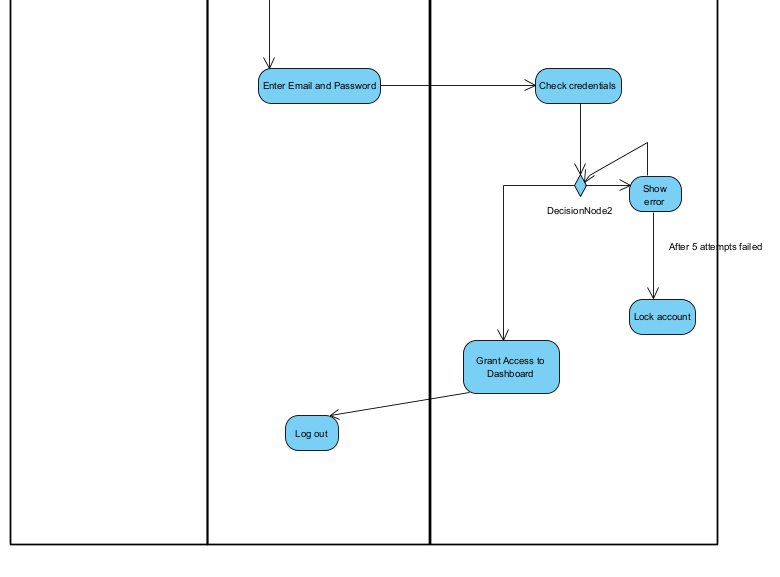 Enter Email and Password
Check credentials
Show
error
DecisionNode2
After 5 attempts failed
Lock account
Grant Access to
Dashboard
Log out